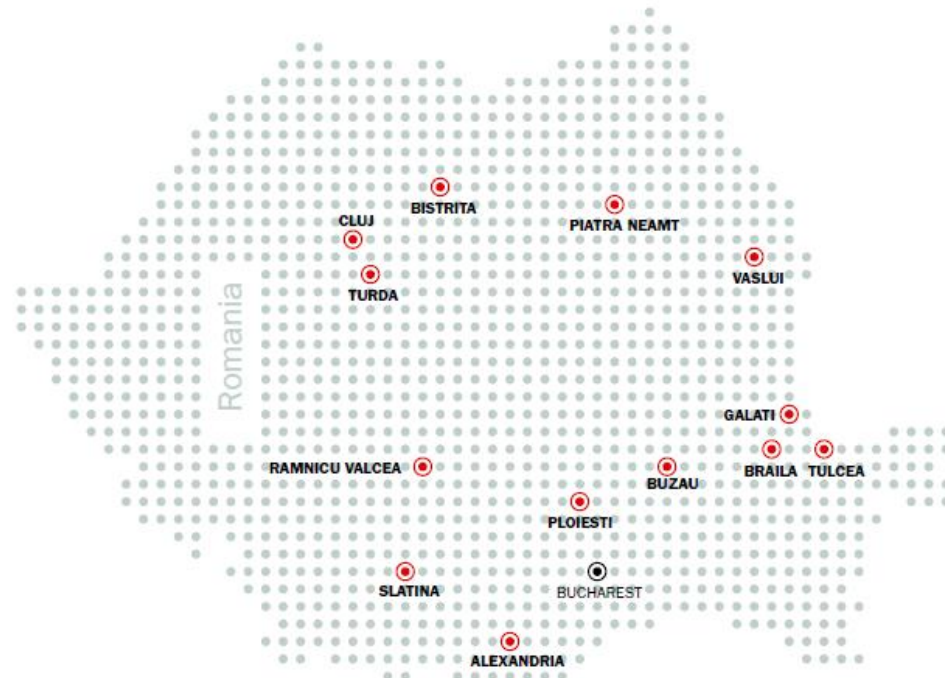 BISTRITA
CLUJ
PIATRA NEAMT
VASLUI
TURDA
Romania
GALATI
RAMNICU VALCEA
BRAILA
TULCEA
BUZAU
PLOIESTI
SLATINA
BUCHAREST
ALEXANDRIA